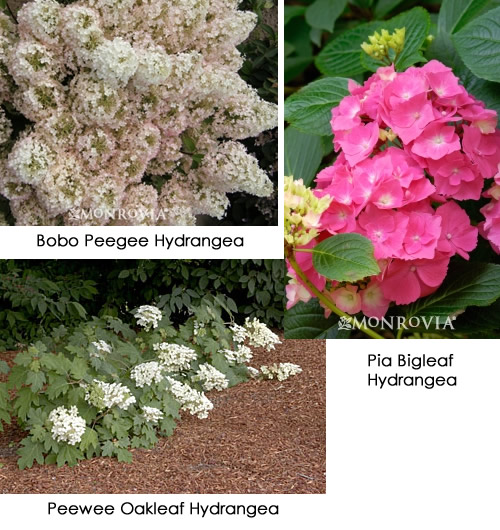 MONROVIA
Bobo Peegee Hydrangea
MONROVIA
Pia Bigleaf
Hydrangea
Peewee Oakleaf Hydrangea